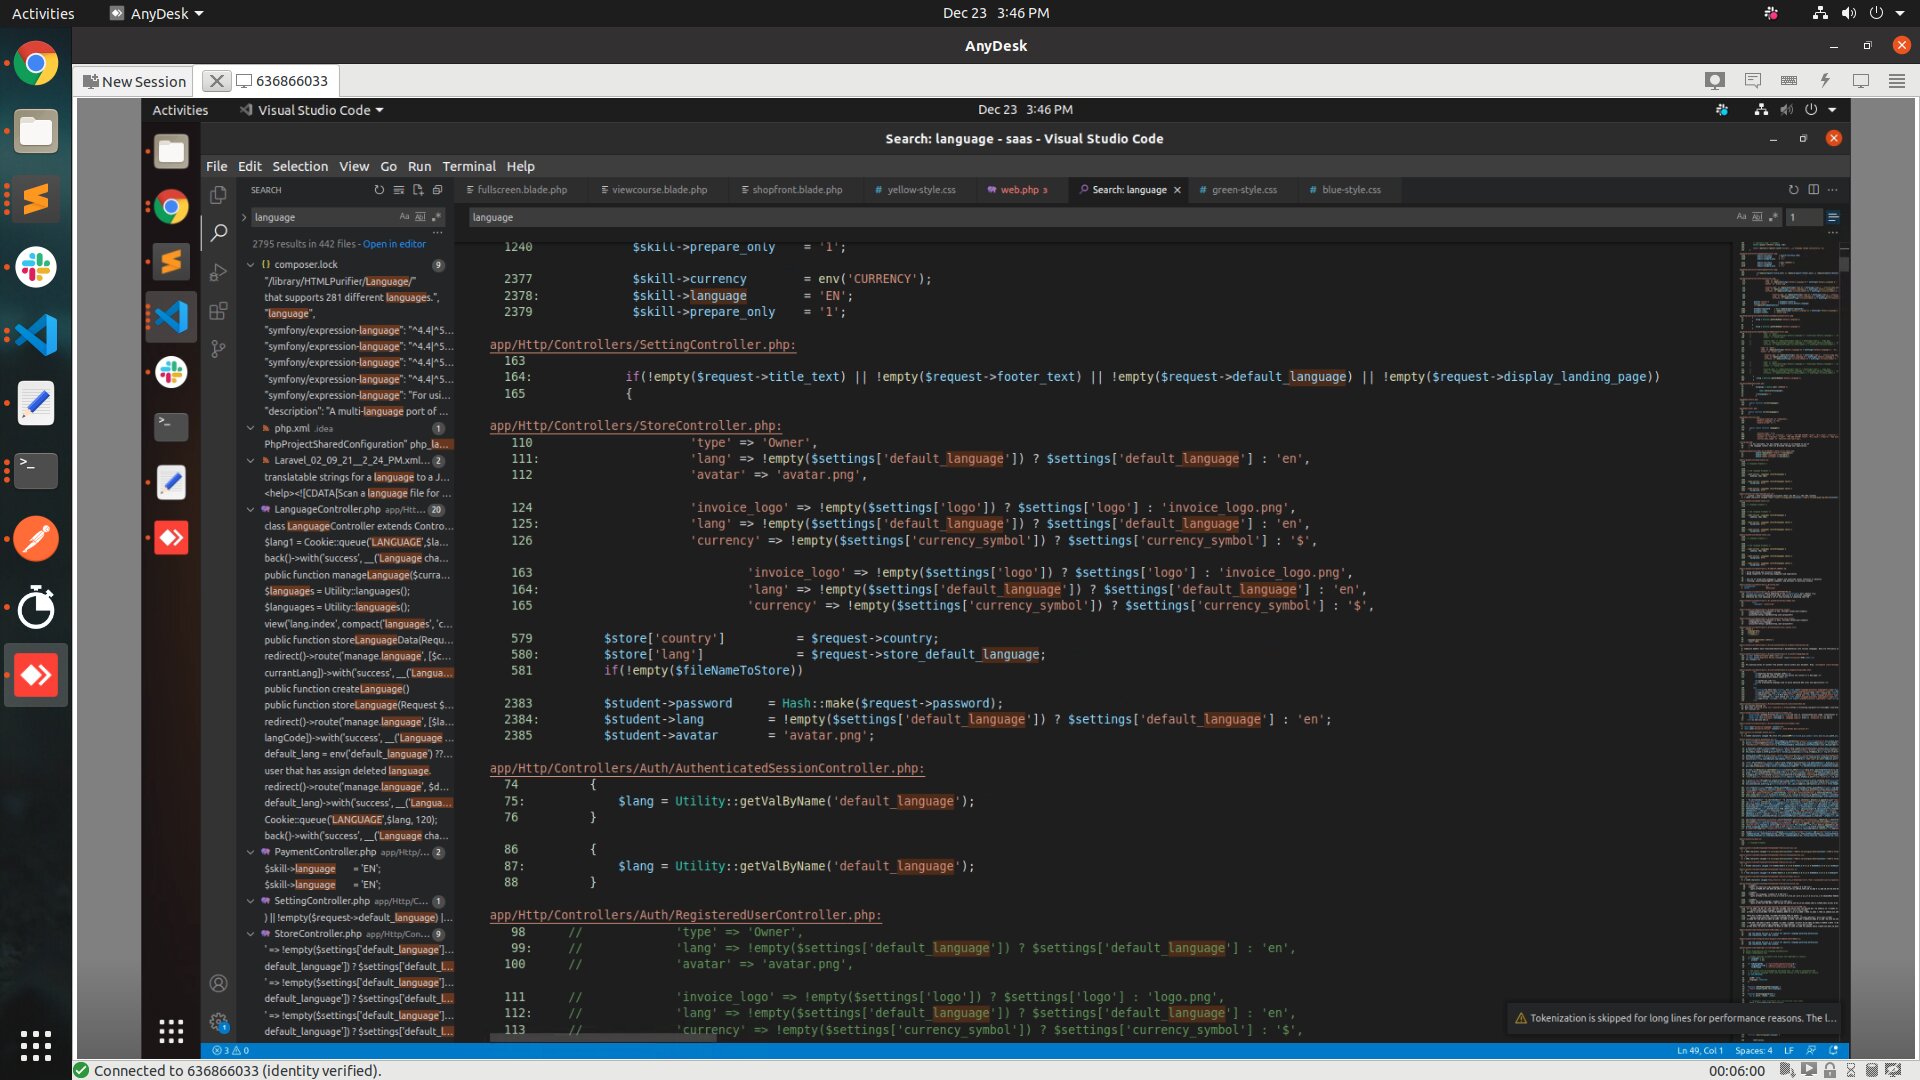 Activities AnyDesk Dec 23 3:46 PM
AnyDesk
New Session 636866033
Activities Visual Studio Code Dec 23 3:46 PM
Search: language - saas - Visual Studio Code
File Edit Selection View Go Run Terminal Help
SEARCH
fullscreen.blade.php viewcourse.blade.php shopfront.blade.php yellow-style.css web.php 3 Search: language green-style.css blue-style.css
language
2795 results in 442 files - Open in editor
composer.lock 9
"/library/HTMLPurifier/Language/"
that supports 281 different languages.",
"language",
"symfony/expression-language": "^4.4|^5...
"symfony/expression-language": "^4.4|^5...
"symfony/expression-language": "^4.4|^5...
"symfony/expression-language": "^4.4|^5...
"symfony/expression-language": "For usi...
"description": "A multi-language port of ...
php.xml .idea 1
PhpProjectSharedConfiguration" php_la...
Laravel_02_09_21__2_24_PM.xml... 2
translatable strings for a language to a J...
<help><![CDATA[Scan a language file for ...
LanguageController.php app/Htt... 20
class LanguageController extends Contro...
$lang1 = Cookie::queue('LANGUAGE',$la...
back()->with('success', __('Language cha...
public function manageLanguage($curra...
$languages = Utility::languages();
$languages = Utility::languages();
view('lang.index', compact('languages', 'c...
public function storeLanguageData(Requ...
redirect()->route('manage.language', [$c...
currantLang])->with('success', __('Langua...
public function createLanguage()
public function storeLanguage(Request $...
redirect()->route('manage.language', [$la...
langCode])->with('success', __('Language ...
default_lang = env('default_language') ??...
user that has assign deleted language.
redirect()->route('manage.language', $d...
default_lang)->with('success', __('Langua...
Cookie::queue('LANGUAGE',$lang, 120);
back()->with('success', __('Language cha...
PaymentController.php app/Http/... 2
$skill->language = 'EN';
$skill->language = 'EN';
SettingController.php app/Http/C... 1
) || !empty($request->default_language) |...
StoreController.php app/Http/Con... 9
' => !empty($settings['default_language']...
default_language']) ? $settings['default_l...
' => !empty($settings['default_language']...
default_language']) ? $settings['default_l...
' => !empty($settings['default_language']...
default_language']) ? $settings['default_l...
language
1
1240 $skill->prepare_only = '1';
2377 $skill->currency = env('CURRENCY');
2378: $skill->language = 'EN';
2379 $skill->prepare_only = '1';
app/Http/Controllers/SettingController.php:
163
164: if(!empty($request->title_text) || !empty($request->footer_text) || !empty($request->default_language) || !empty($request->display_landing_page))
165 {
app/Http/Controllers/StoreController.php:
110 'type' => 'Owner',
111: 'lang' => !empty($settings['default_language']) ? $settings['default_language'] : 'en',
112 'avatar' => 'avatar.png',
124 'invoice_logo' => !empty($settings['logo']) ? $settings['logo'] : 'invoice_logo.png',
125: 'lang' => !empty($settings['default_language']) ? $settings['default_language'] : 'en',
126 'currency' => !empty($settings['currency_symbol']) ? $settings['currency_symbol'] : '$',
163 'invoice_logo' => !empty($settings['logo']) ? $settings['logo'] : 'invoice_logo.png',
164: 'lang' => !empty($settings['default_language']) ? $settings['default_language'] : 'en',
165 'currency' => !empty($settings['currency_symbol']) ? $settings['currency_symbol'] : '$',
579 $store['country'] = $request->country;
580: $store['lang'] = $request->store_default_language;
581 if(!empty($fileNameToStore))
2383 $student->password = Hash::make($request->password);
2384: $student->lang = !empty($settings['default_language']) ? $settings['default_language'] : 'en';
2385 $student->avatar = 'avatar.png';
app/Http/Controllers/Auth/AuthenticatedSessionController.php:
74 {
75: $lang = Utility::getValByName('default_language');
76 }
86 {
87: $lang = Utility::getValByName('default_language');
88 }
app/Http/Controllers/Auth/RegisteredUserController.php:
98 // 'type' => 'Owner',
99: // 'lang' => !empty($settings['default_language']) ? $settings['default_language'] : 'en',
100 // 'avatar' => 'avatar.png',
111 // 'invoice_logo' => !empty($settings['logo']) ? $settings['logo'] : 'logo.png',
112: // 'lang' => !empty($settings['default_language']) ? $settings['default_language'] : 'en',
113 // 'currency' => !empty($settings['currency_symbol']) ? $settings['currency_symbol'] : '$',
Tokenization is skipped for long lines for performance reasons. The l...
3 0 Ln 49, Col 1 Spaces: 4 LF
Connected to 636866033 (identity verified). 00:06:00